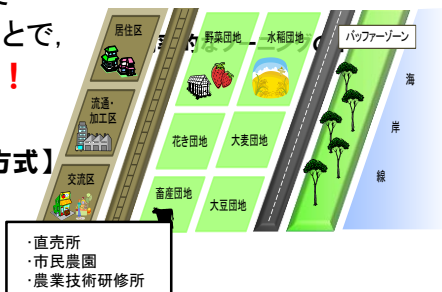 とで,
！
方式】
居住区
流通・
加工区
交流区
野菜団地
水稲団地
花き団地
大麦団地
畜産団地
大豆団地
バッファーゾーン
海
岸
線
・直売所
・市民農園
・農業技術研修所